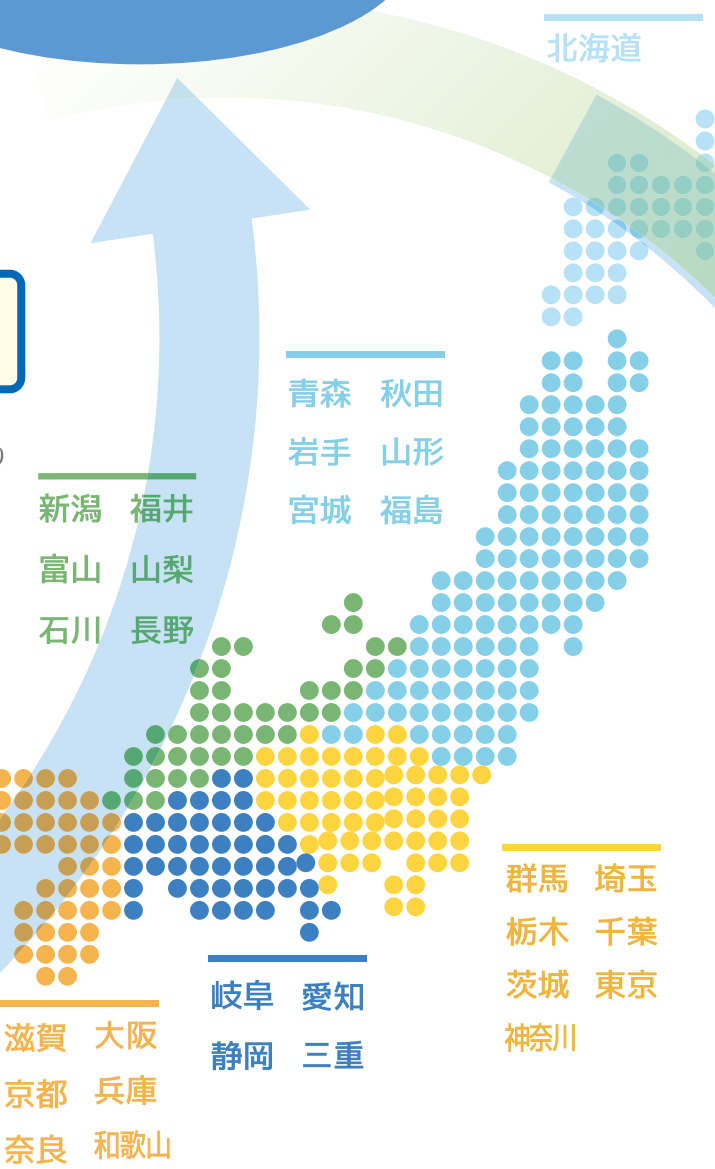 北海道
青森　秋田
岩手　山形
宮城　福島
)
新潟　福井
富山　山梨
石川　長野
群馬　埼玉
栃木　千葉
茨城　東京
神奈川
岐阜　愛知
静岡　三重
滋賀　大阪
京都　兵庫
奈良　和歌山